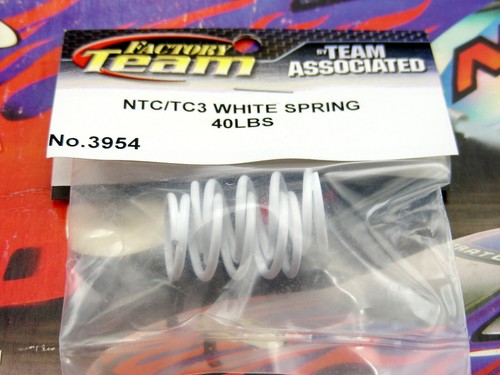 FACTORY
Team
BY TEAM
ASSOCIATED
NTC/TC3 WHITE SPRING
40LBS
No.3954